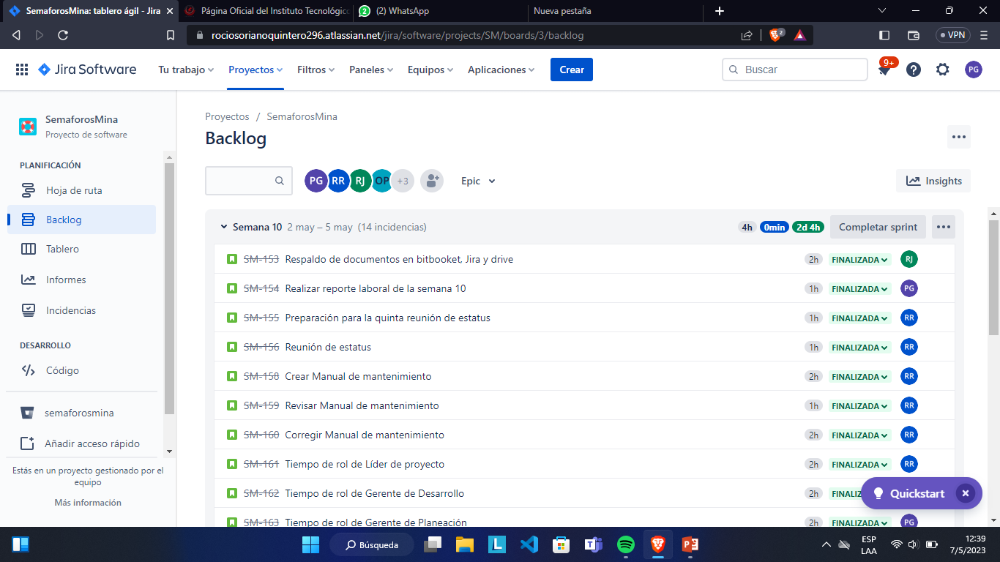 SemaforosMina: tablero ágil - Jira
Página Oficial del Instituto Tecnológico
(2) WhatsApp
Nueva pestaña
rociosorianoquintero296.atlassian.net/jira/software/projects/SM/boards/3/backlog
2
VPN
Jira Software
Tu trabajo
Proyectos
Filtros
Paneles
Equipos
Aplicaciones
Crear
Buscar
9+
PG
SemaforosMina
Proyecto de software
PLANIFICACIÓN
Hoja de ruta
Backlog
Tablero
Informes
Incidencias
DESARROLLO
Código
semaforosmina
Añadir acceso rápido
Estás en un proyecto gestionado por el
equipo
Más información
Proyectos / SemaforosMina
Backlog
PG RR RJ OP +3
Epic
Insights
Semana 10 2 may – 5 may (14 incidencias) 4h 0min 2d 4h Completar sprint
SM-153 Respaldo de documentos en bitbooket, Jira y drive 2h FINALIZADA RJ
SM-154 Realizar reporte laboral de la semana 10 1h FINALIZADA PG
SM-155 Preparación para la quinta reunión de estatus 1h FINALIZADA RR
SM-156 Reunión de estatus 1h FINALIZADA RR
SM-158 Crear Manual de mantenimiento 2h FINALIZADA RR
SM-159 Revisar Manual de mantenimiento 1h FINALIZADA RR
SM-160 Corregir Manual de mantenimiento 2h FINALIZADA RR
SM-161 Tiempo de rol de Líder de proyecto 2h FINALIZADA RR
SM-162 Tiempo de rol de Gerente de Desarrollo 2h
SM-163 Tiempo de rol de Gerente de Planeación 2h FINALIZADA PG
Quickstart
Búsqueda
ESP
LAA
12:39
7/5/2023